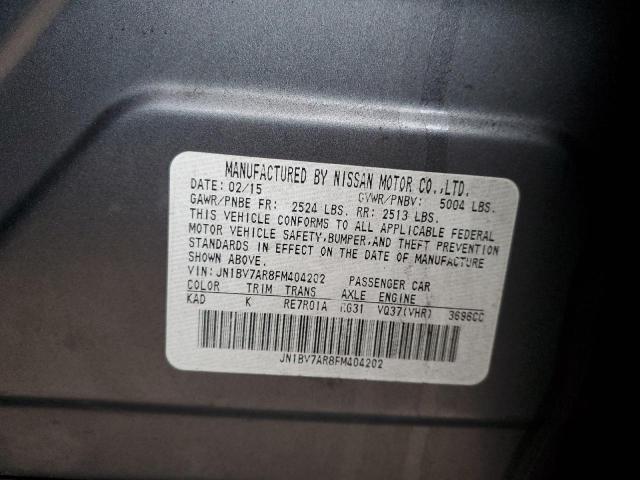 MANUFACTURED BY NISSAN MOTOR CO.,LTD.
DATE: 02/15 GVWR/PNBV: 5004 LBS.
GAWR/PNBE FR: 2524 LBS. RR: 2513 LBS.
THIS VEHICLE CONFORMS TO ALL APPLICABLE FEDERAL
MOTOR VEHICLE SAFETY,BUMPER,AND THEFT PREVENTION
STANDARDS IN EFFECT ON THE DATE OF MANUFACTURE
SHOWN ABOVE.
VIN: JN1BV7AR8FM404202 PASSENGER CAR
COLOR TRIM TRANS AXLE ENGINE
KAD K RE7R01A VQ37(VHR) 3696CC
JN1BV7AR8FM404202